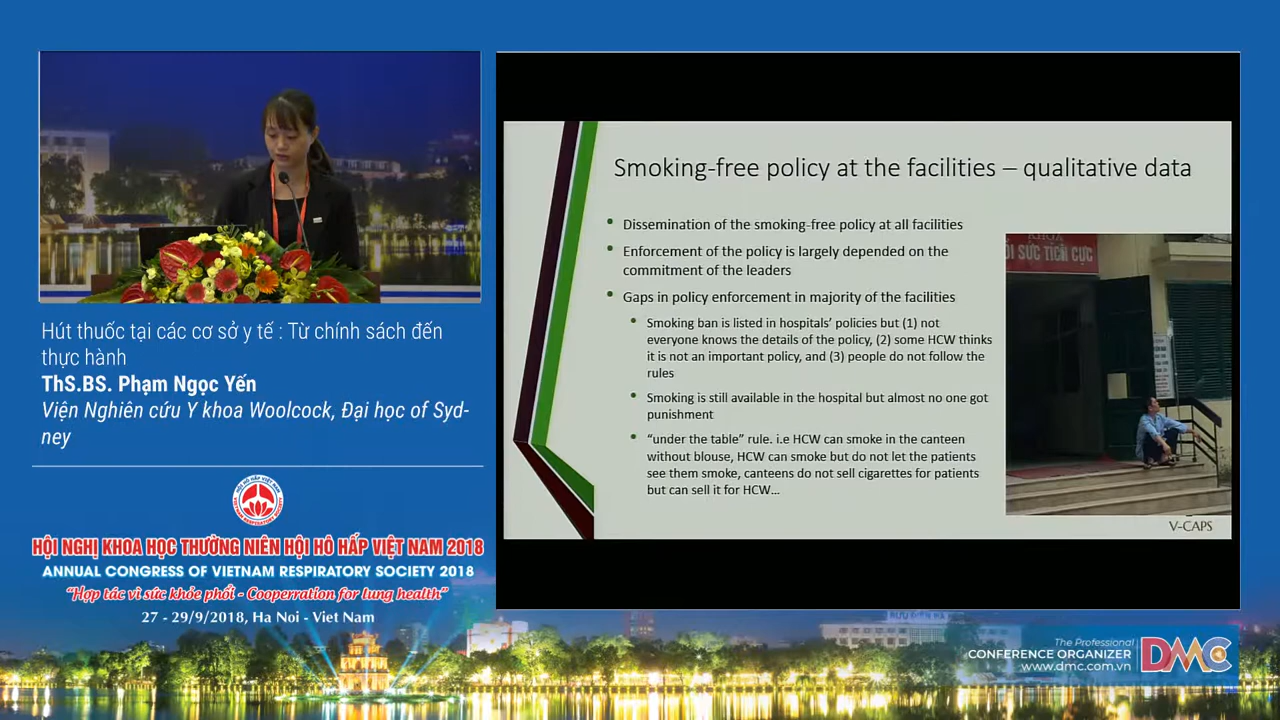 Hút thuốc tại các cơ sở y tế : Từ chính sách đến
thực hành
ThS.BS. Phạm Ngọc Yến
Viện Nghiên cứu Y khoa Woolcock, Đại học of Syd-
ney
HỘI HÔ HẤP VIỆT NAM
VIETNAM RESPIRATORY SOCIETY
HỘI NGHỊ KHOA HỌC THƯỜNG NIÊN HỘI HÔ HẤP VIỆT NAM 2018
ANNUAL CONGRESS OF VIETNAM RESPIRATORY SOCIETY 2018
“Hợp tác vì sức khỏe phổi - Cooperration for lung health”
27 - 29/9/2018, Ha Noi - Viet Nam
Smoking-free policy at the facilities – qualitative data
• Dissemination of the smoking-free policy at all facilities
• Enforcement of the policy is largely depended on the
commitment of the leaders
• Gaps in policy enforcement in majority of the facilities
• Smoking ban is listed in hospitals’ policies but (1) not
everyone knows the details of the policy, (2) some HCW thinks
it is not an important policy, and (3) people do not follow the
rules
• Smoking is still available in the hospital but almost no one got
punishment
• “under the table” rule. i.e HCW can smoke in the canteen
without blouse, HCW can smoke but do not let the patients
see them smoke, canteens do not sell cigarettes for patients
but can sell it for HCW…
KHOA
SỨC TÍCH CỰC
V-CAPS
The Professional
CONFERENCE ORGANIZER
www.dmc.com.vn
DMC